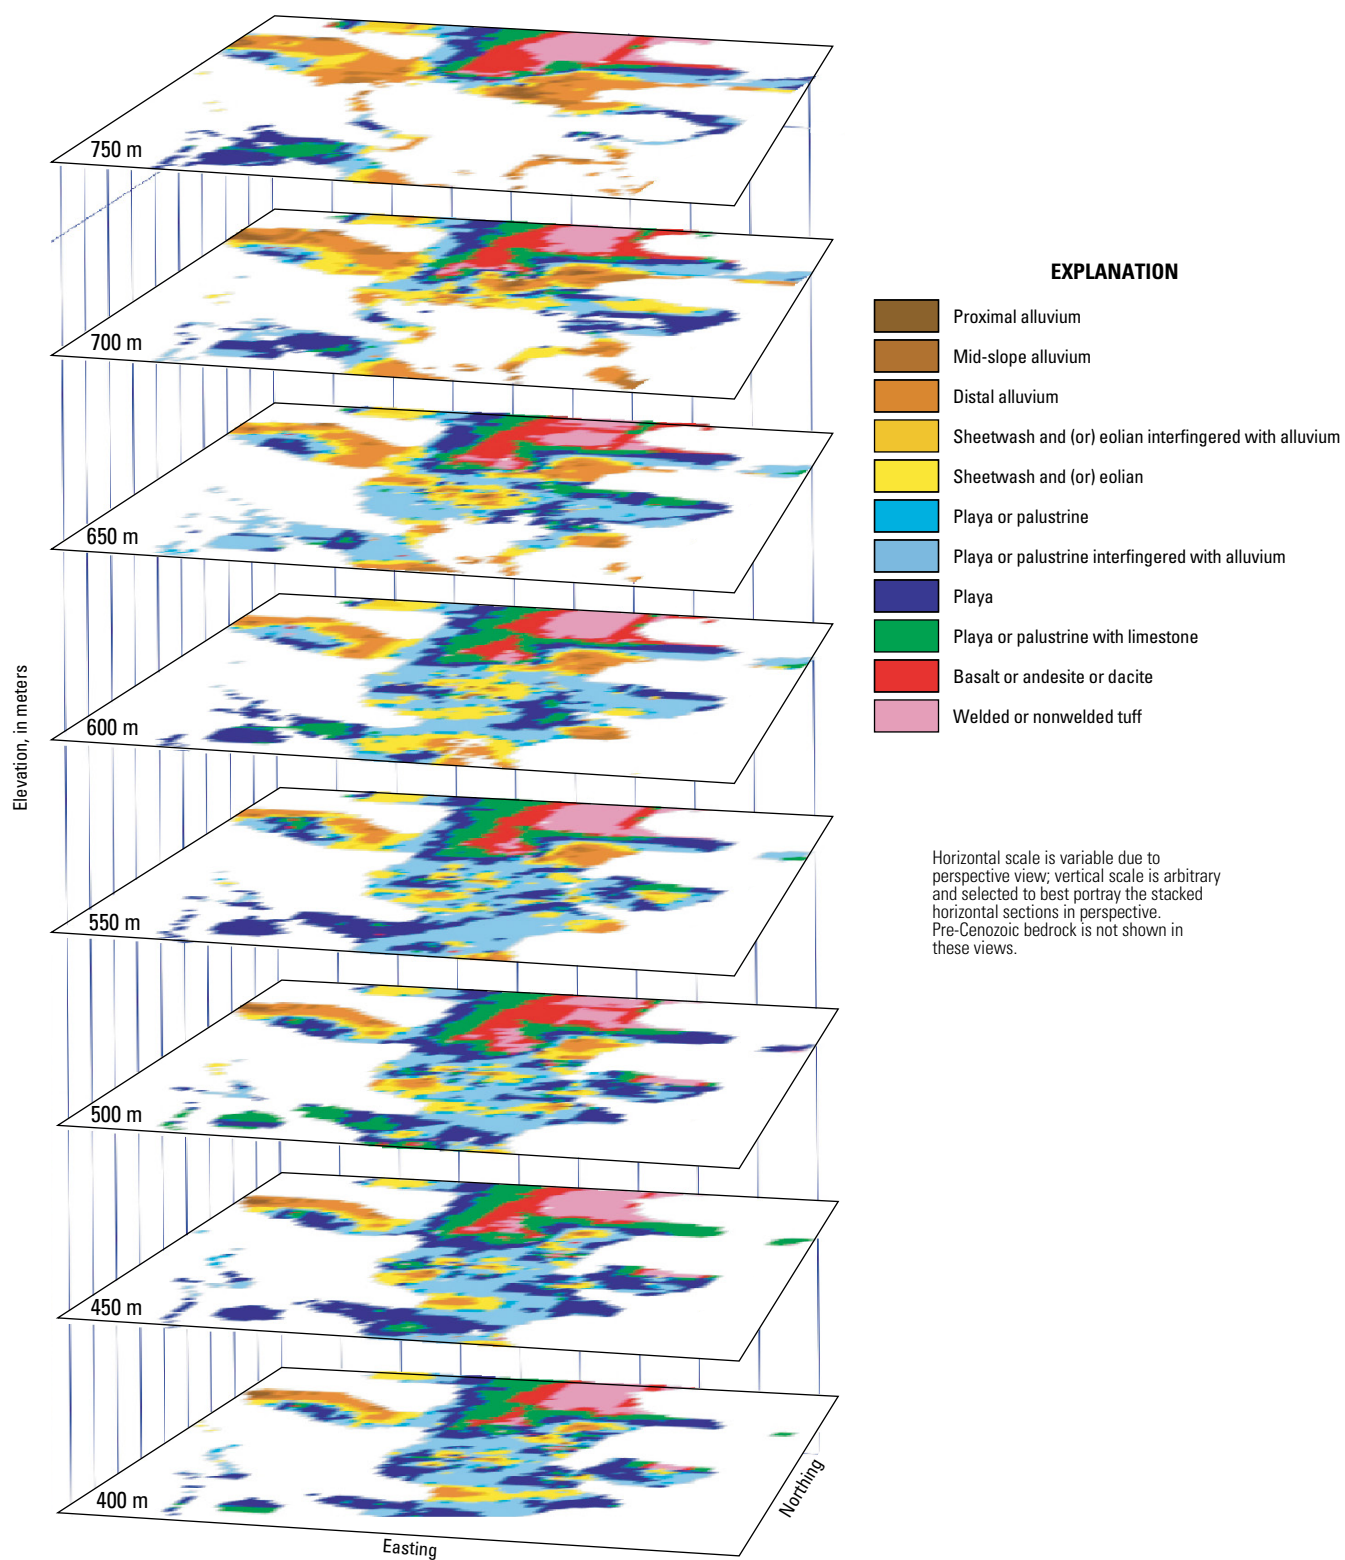 750 m
700 m
650 m
600 m
550 m
500 m
450 m
400 m
Elevation, in meters
Easting
Northing
EXPLANATION
Proximal alluvium
Mid-slope alluvium
Distal alluvium
Sheetwash and (or) eolian interfingered with alluvium
Sheetwash and (or) eolian
Playa or palustrine
Playa or palustrine interfingered with alluvium
Playa
Playa or palustrine with limestone
Basalt or andesite or dacite
Welded or nonwelded tuff
Horizontal scale is variable due to
perspective view; vertical scale is arbitrary
and selected to best portray the stacked
horizontal sections in perspective.
Pre-Cenozoic bedrock is not shown in
these views.